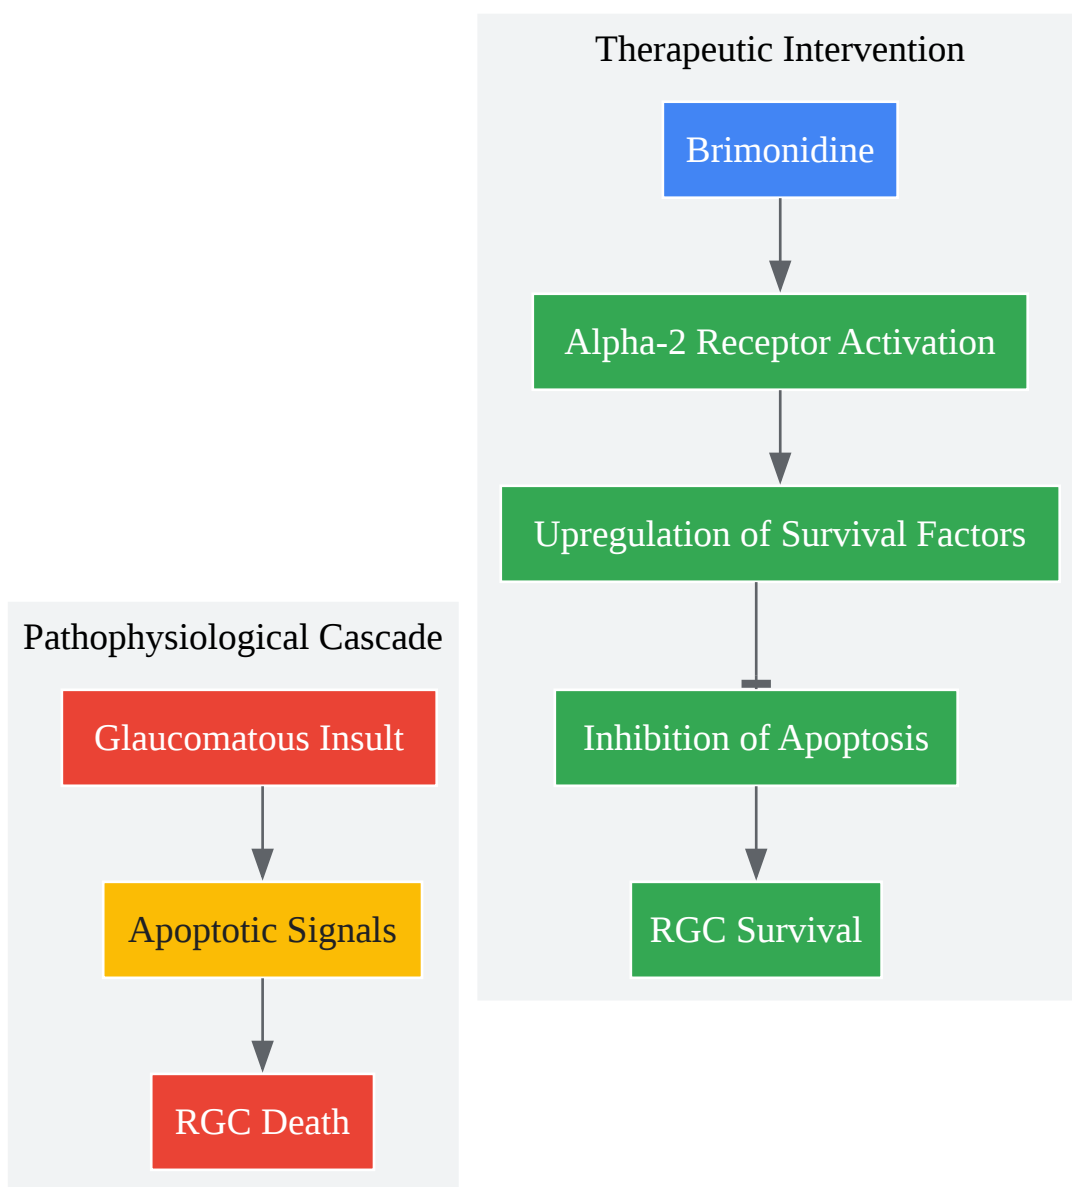 Therapeutic Intervention
Brimonidine
Alpha-2 Receptor Activation
Upregulation of Survival Factors
Inhibition of Apoptosis
RGC Survival
Pathophysiological Cascade
Glaucomatous Insult
Apoptotic Signals
RGC Death